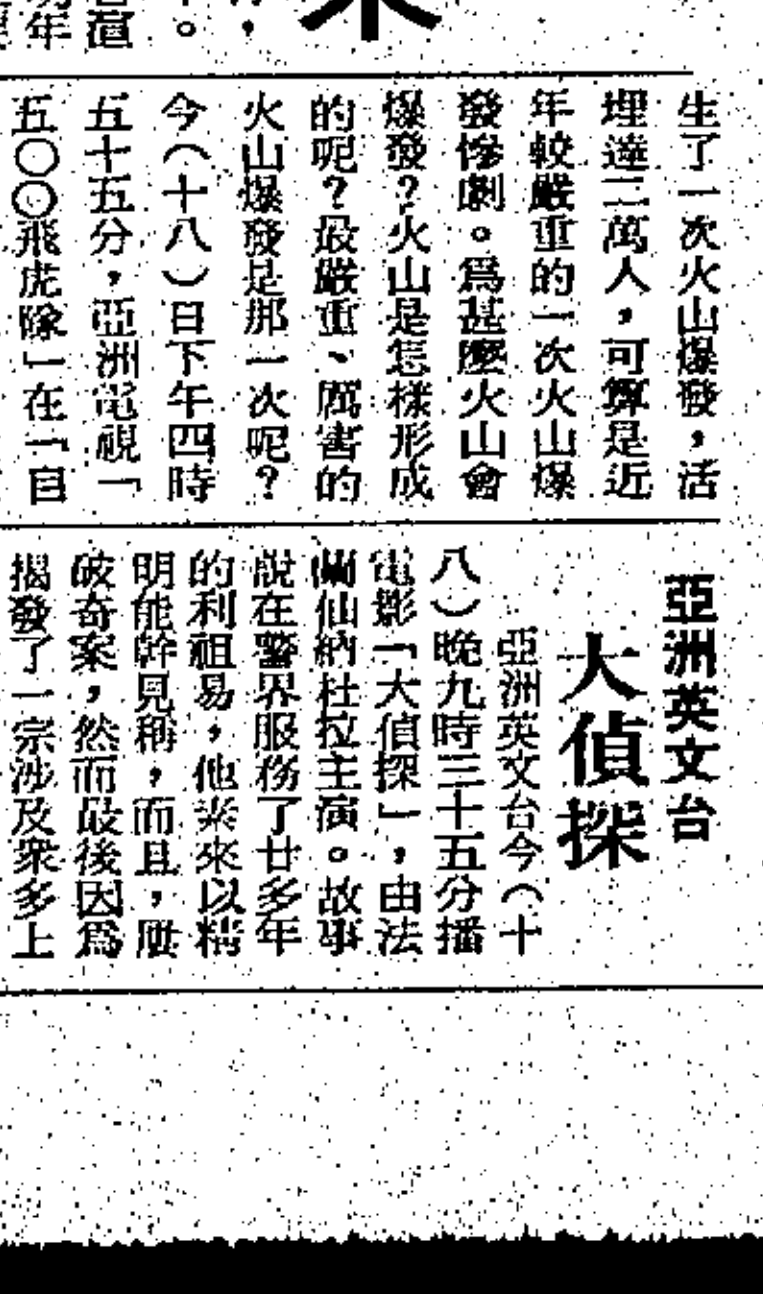 生了一次火山爆發，活
埋達二萬人，可算是近
年較嚴重的一次火山爆
發慘劇。爲甚麼火山會
爆發？火山是怎樣形成
的呢？最嚴重、厲害的
火山爆發是那一次呢？
今（十八）日下午四時
五十五分，亞洲電視「
五〇〇飛虎隊」在「自
亞洲英文台
大偵探
亞洲英文台今（十
八）晚九時三十五分播
電影「大偵探」，由法
蘭仙納杜拉主演。故事
說在警界服務了廿多年
的利祖易，他素來以精
明能幹見稱，而且，屢
破奇案，然而最後因爲
揭發了一宗涉及衆多上